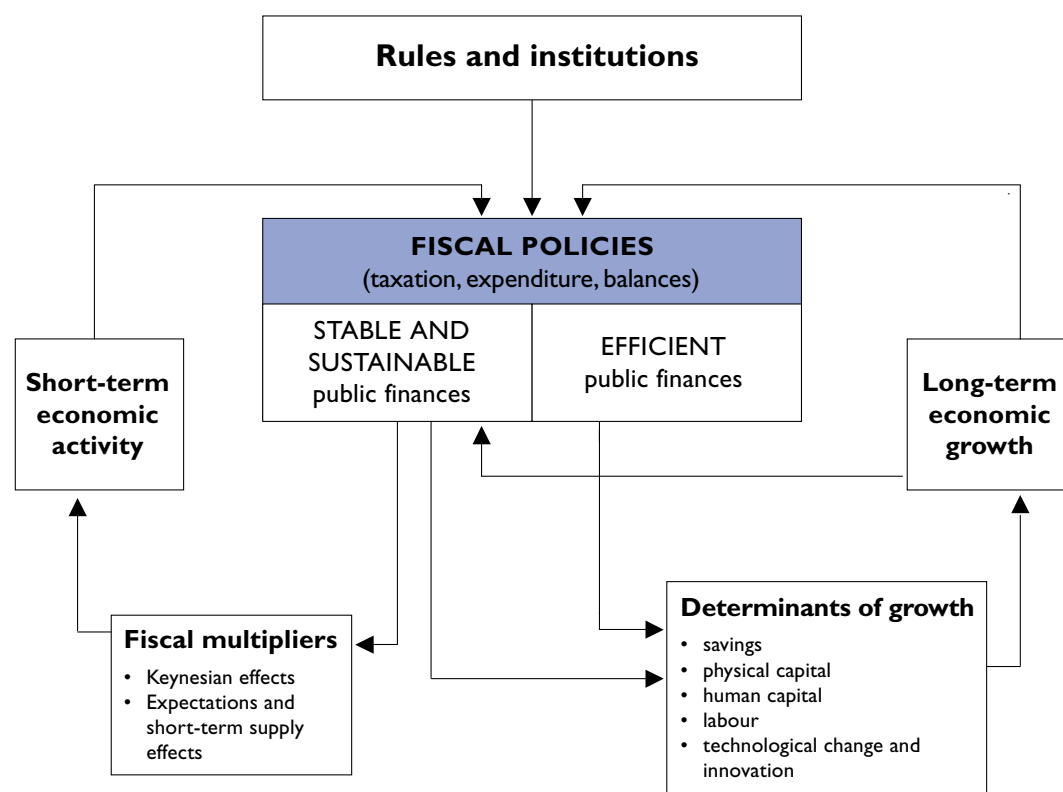 Rules and institutions
FISCAL POLICIES
(taxation, expenditure, balances)
STABLE AND
SUSTAINABLE
public finances
EFFICIENT
public finances
Short-term
economic
activity
Long-term
economic
growth
Fiscal multipliers
• Keynesian effects
• Expectations and
short-term supply
effects
Determinants of growth
• savings
• physical capital
• human capital
• labour
• technological change and
innovation